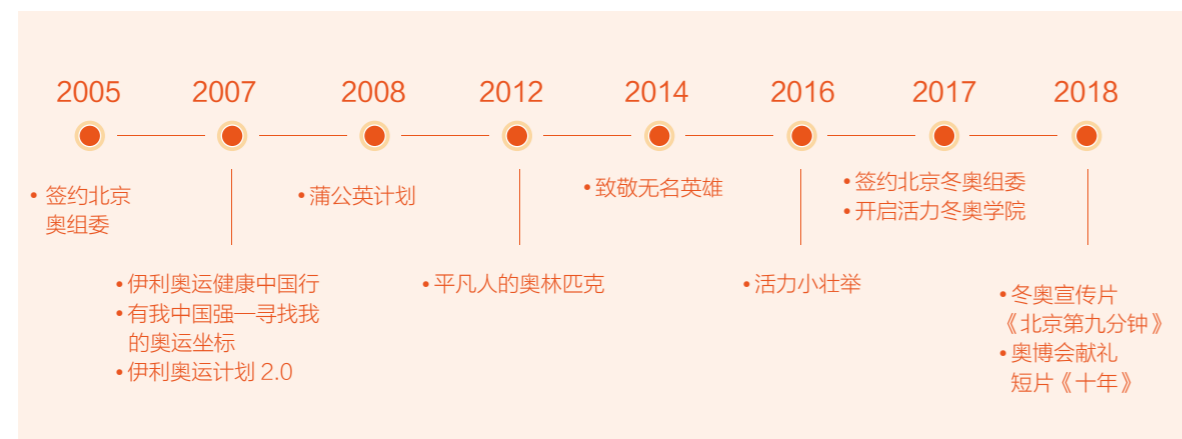 2005
2007
2008
2012
2014
2016
2017
2018
• 签约北京
奥组委
• 伊利奥运健康中国行
• 有我中国强—寻找我
的奥运坐标
• 伊利奥运计划 2.0
• 蒲公英计划
• 平凡人的奥林匹克
• 致敬无名英雄
• 活力小壮举
• 签约北京冬奥组委
• 开启活力冬奥学院
• 冬奥宣传片
《北京第九分钟》
• 奥博会献礼
短片《十年》